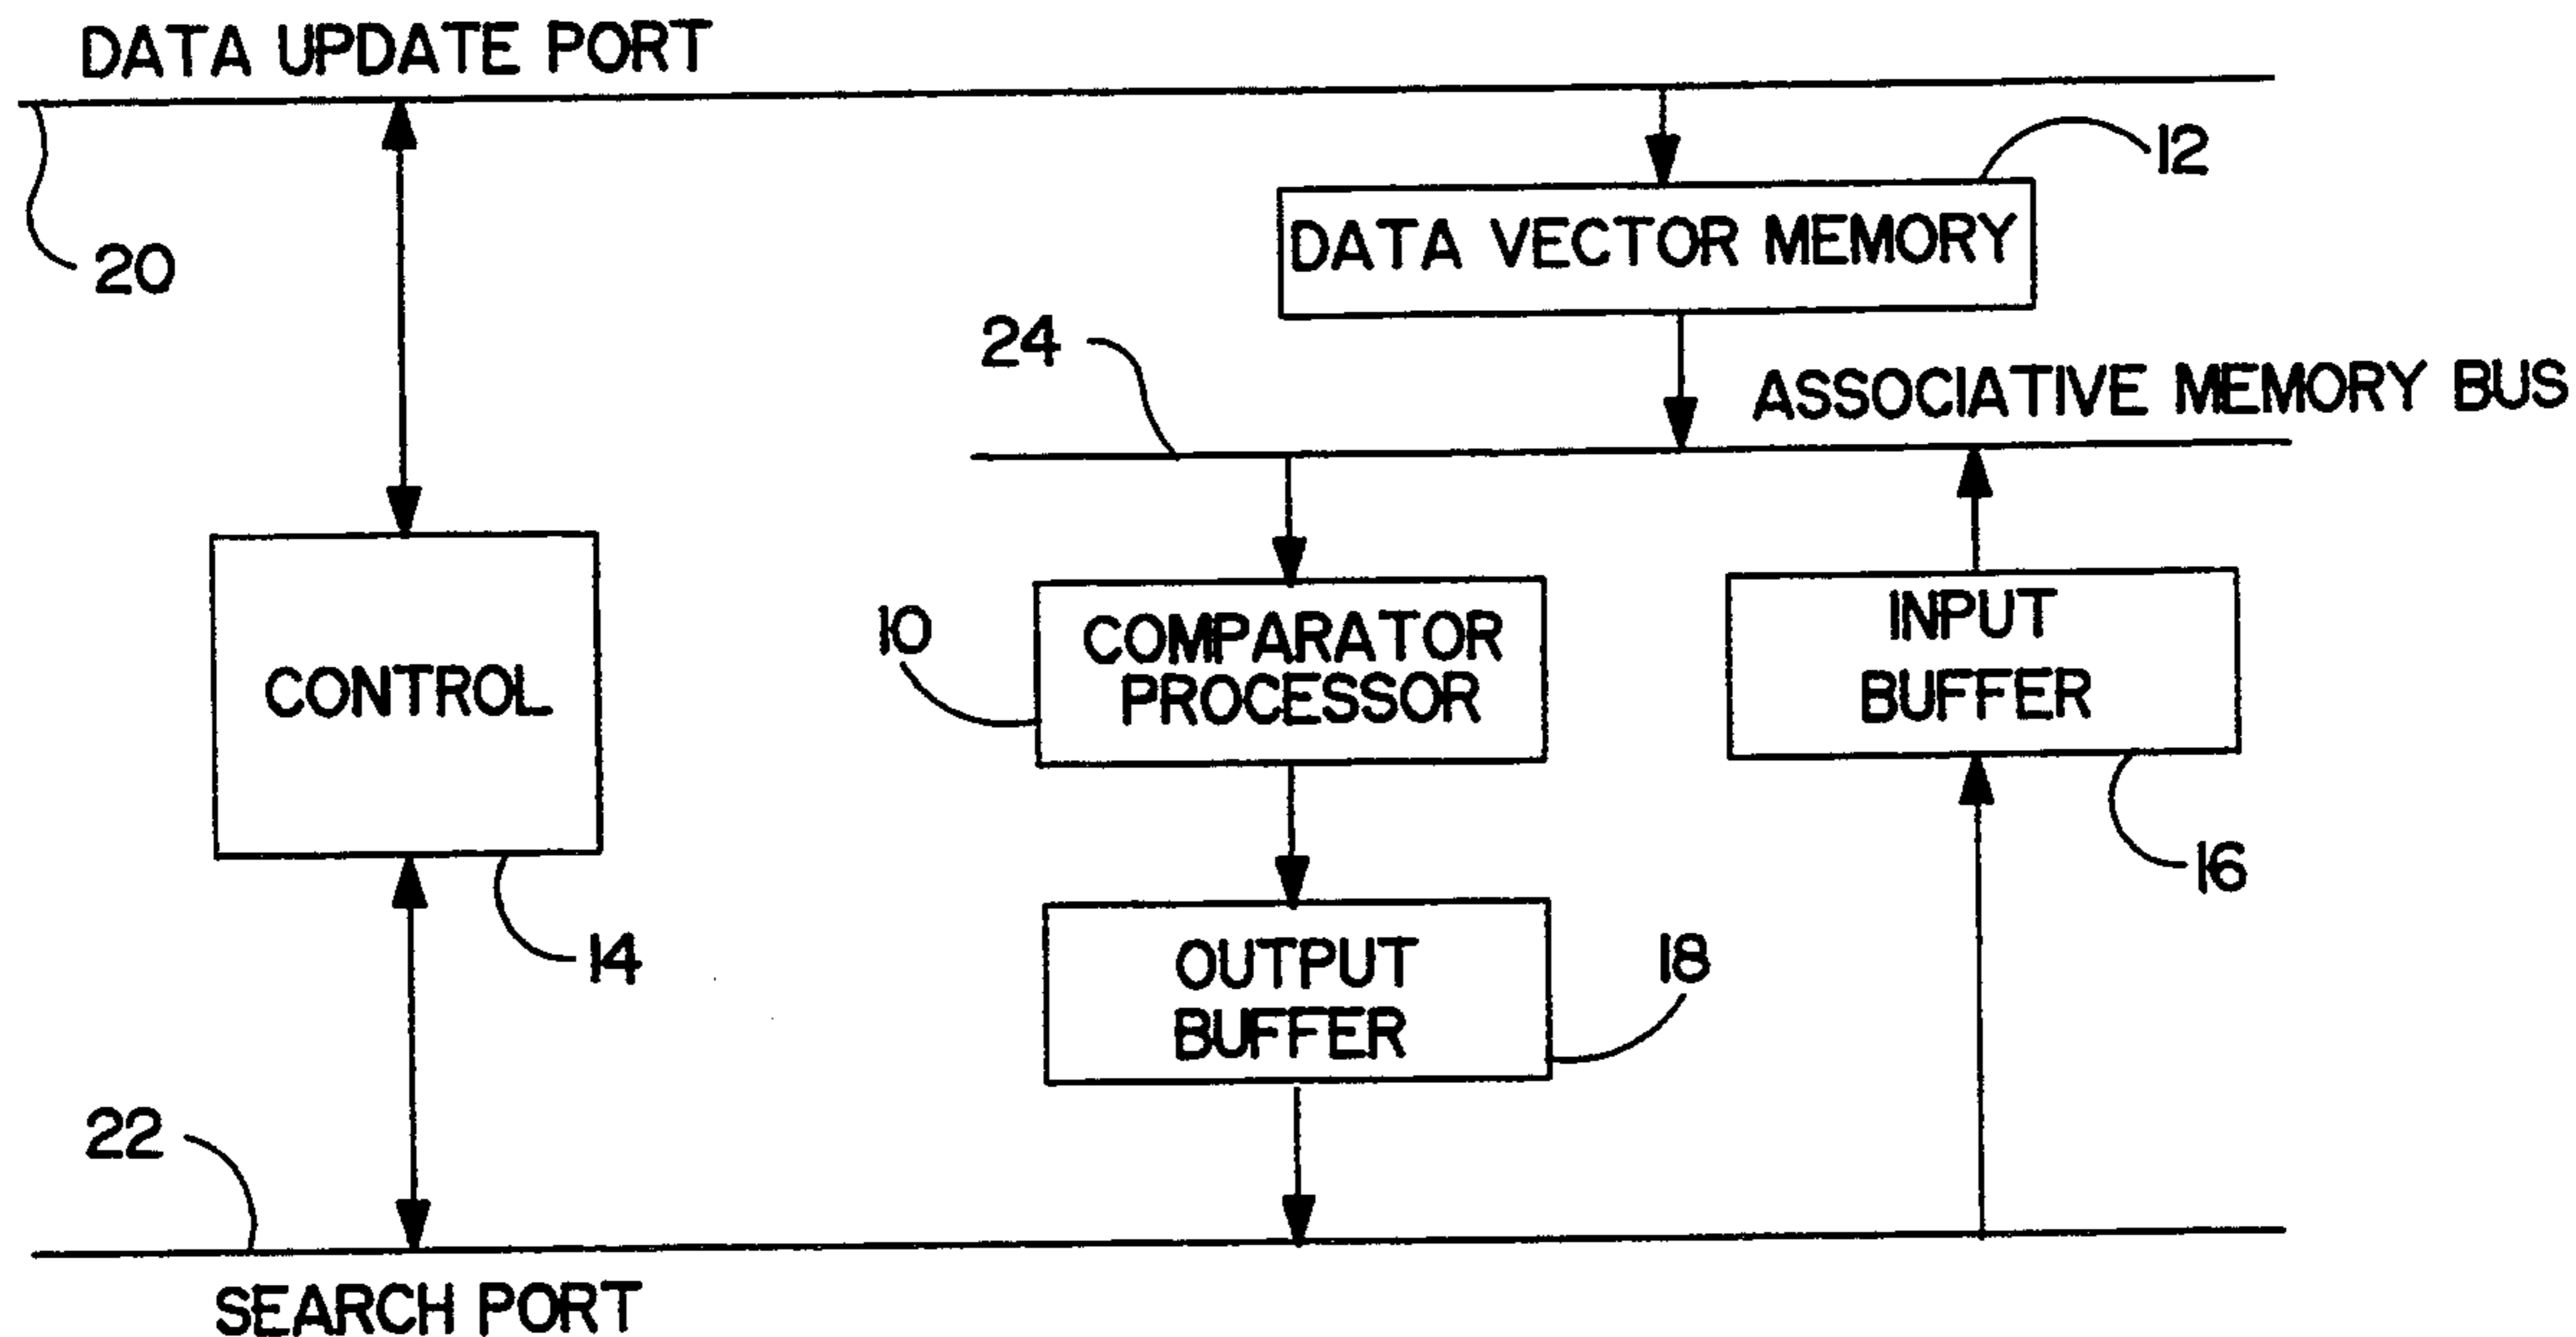 DATA UPDATE PORT
12
DATA VECTOR MEMORY
20
24
ASSOCIATIVE MEMORY BUS
10
COMPARATOR
PROCESSOR
INPUT
BUFFER
CONTROL
16
14
OUTPUT
BUFFER
18
22
SEARCH PORT